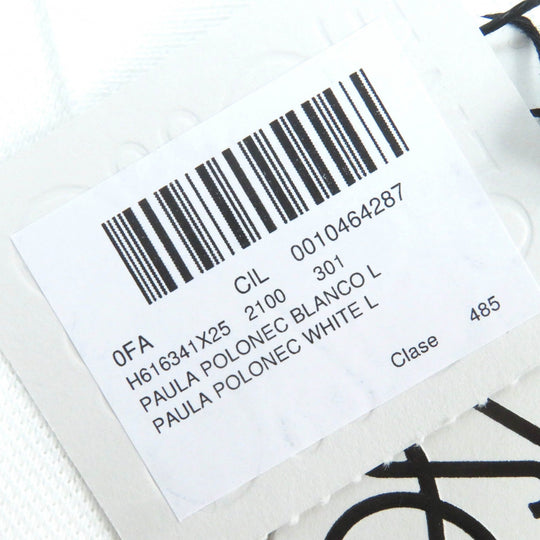 CIL 0010464287
0FA
H616341X25 2100 301
PAULA POLONEC BLANCO L
PAULA POLONEC WHITE L
Clase 485